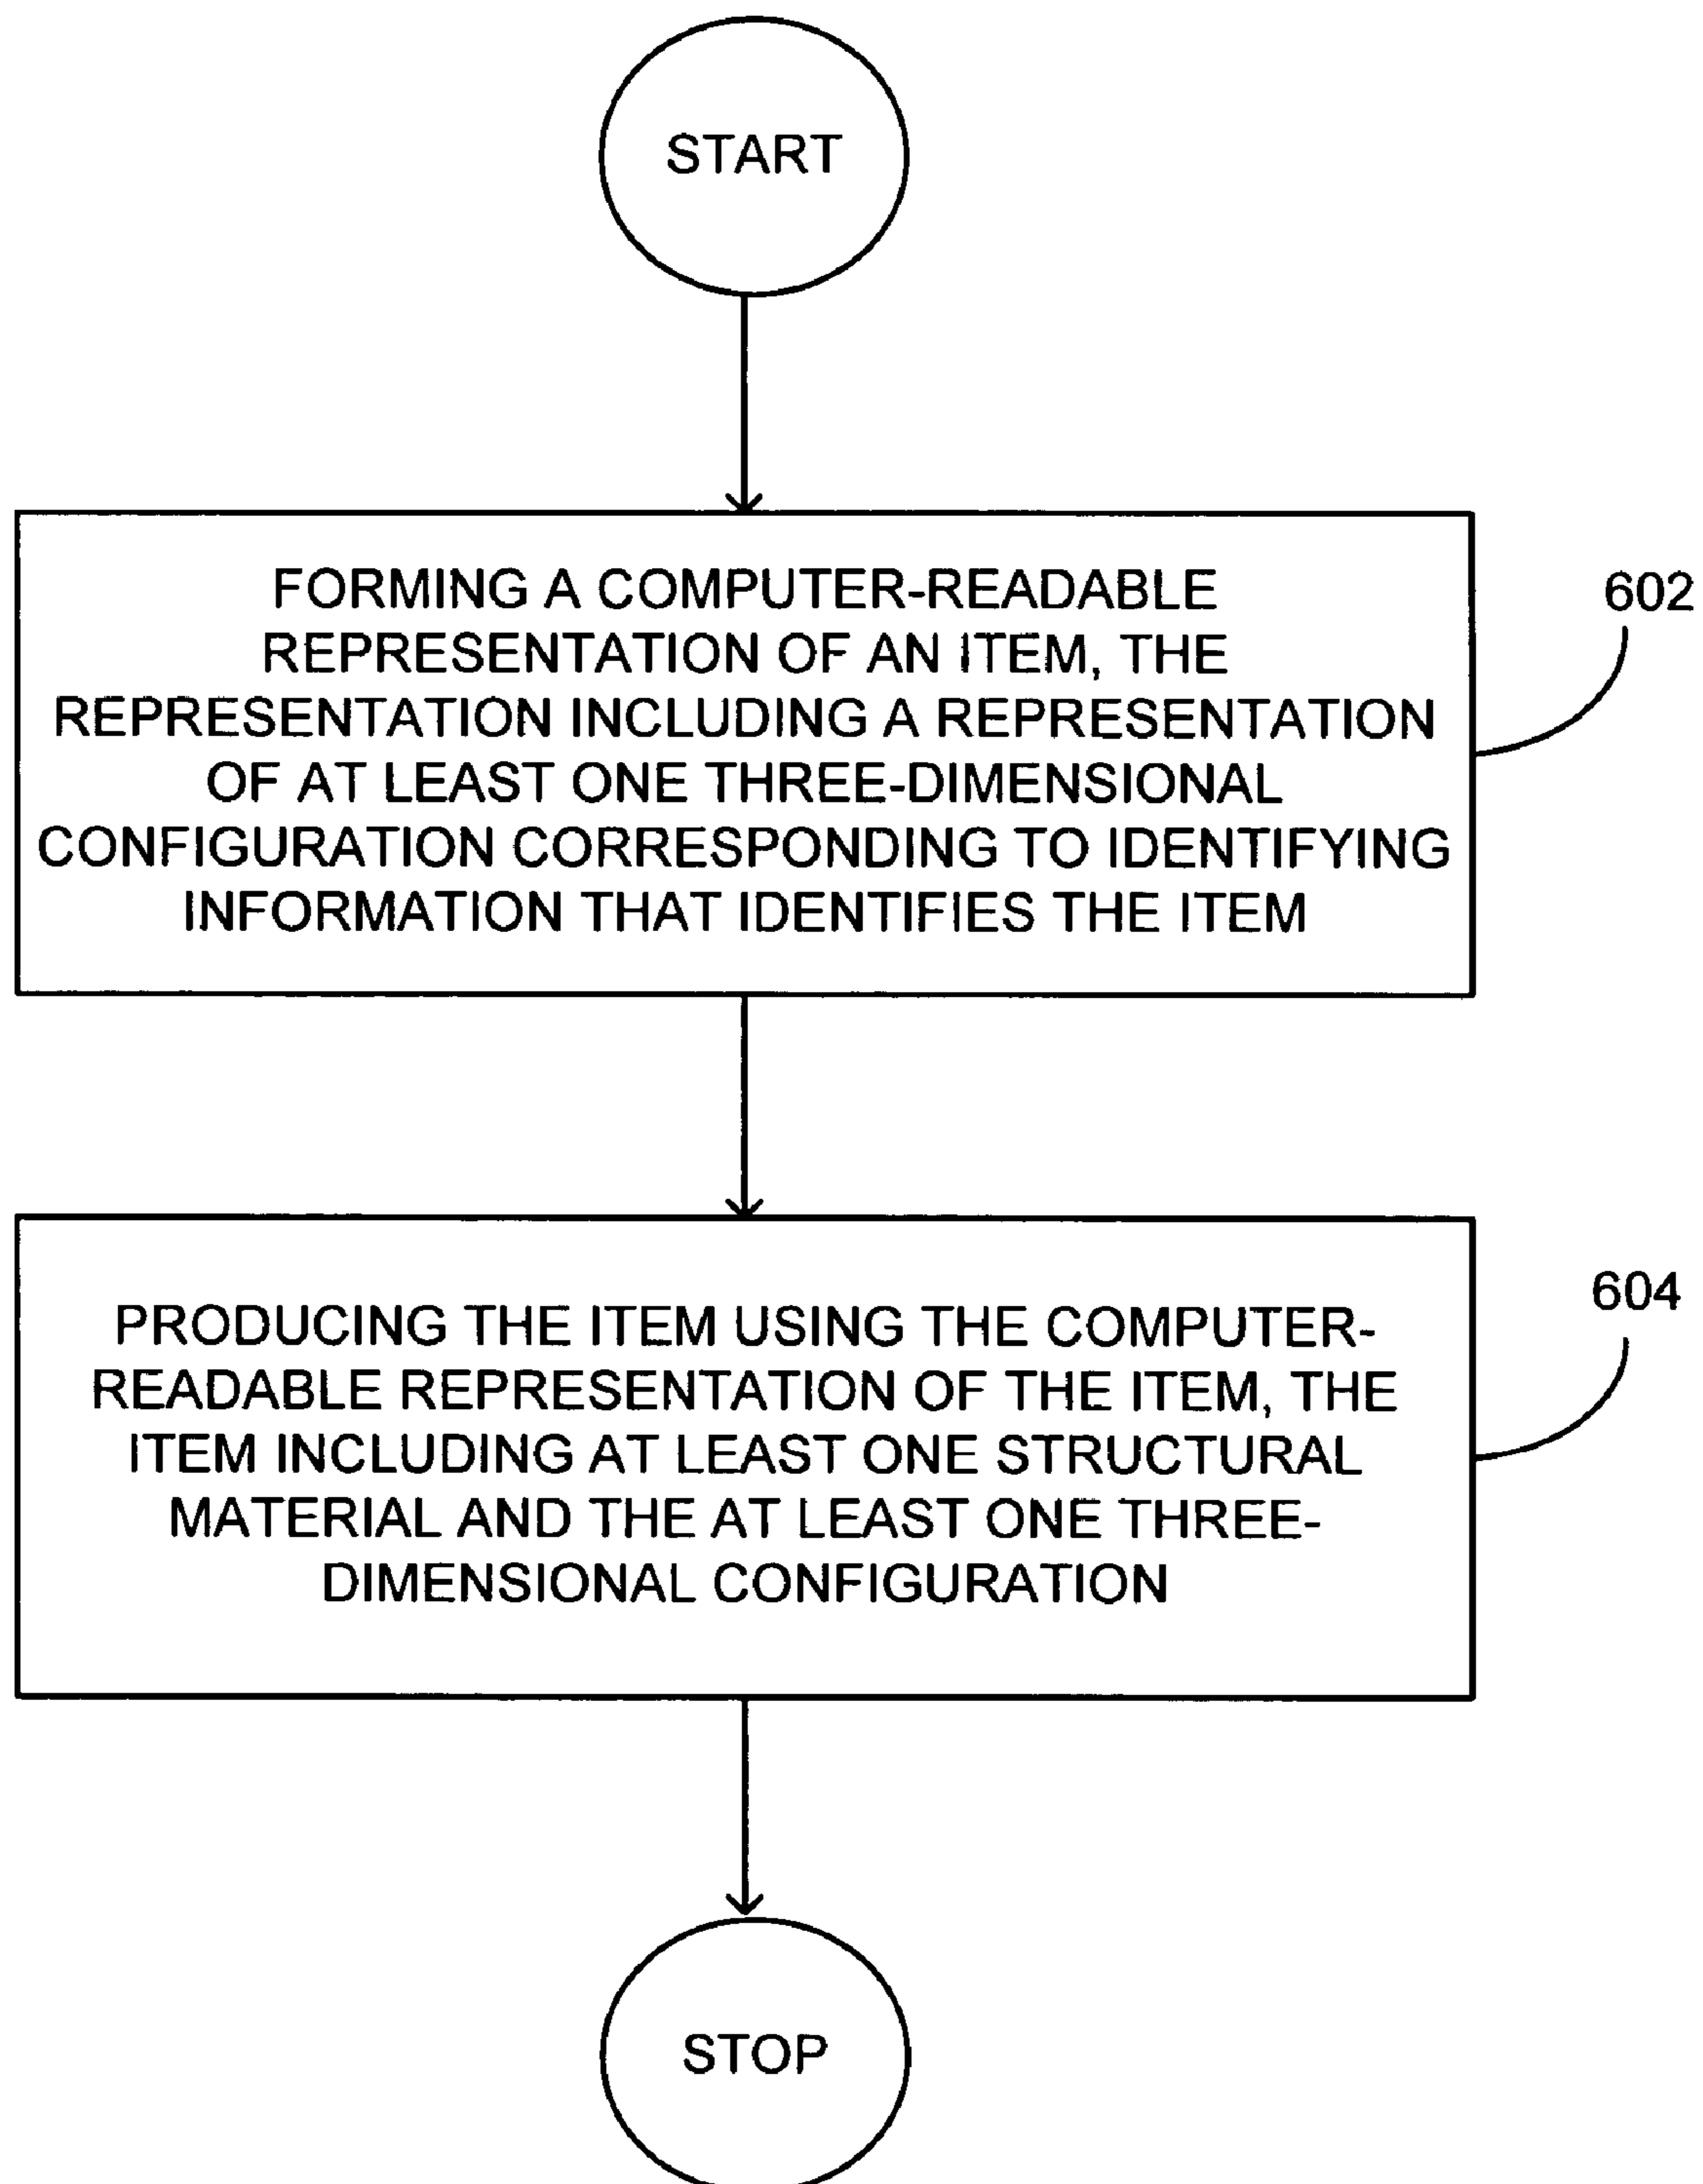 START
FORMING A COMPUTER-READABLE
REPRESENTATION OF AN ITEM, THE
REPRESENTATION INCLUDING A REPRESENTATION
OF AT LEAST ONE THREE-DIMENSIONAL
CONFIGURATION CORRESPONDING TO IDENTIFYING
INFORMATION THAT IDENTIFIES THE ITEM
602
PRODUCING THE ITEM USING THE COMPUTER-
READABLE REPRESENTATION OF THE ITEM, THE
ITEM INCLUDING AT LEAST ONE STRUCTURAL
MATERIAL AND THE AT LEAST ONE THREE-
DIMENSIONAL CONFIGURATION
604
STOP